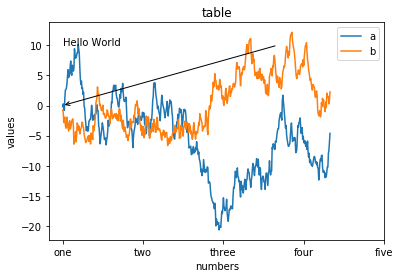 table
Hello World
a
b
values
10
5
0
−5
−10
−15
−20
one two three four five
numbers